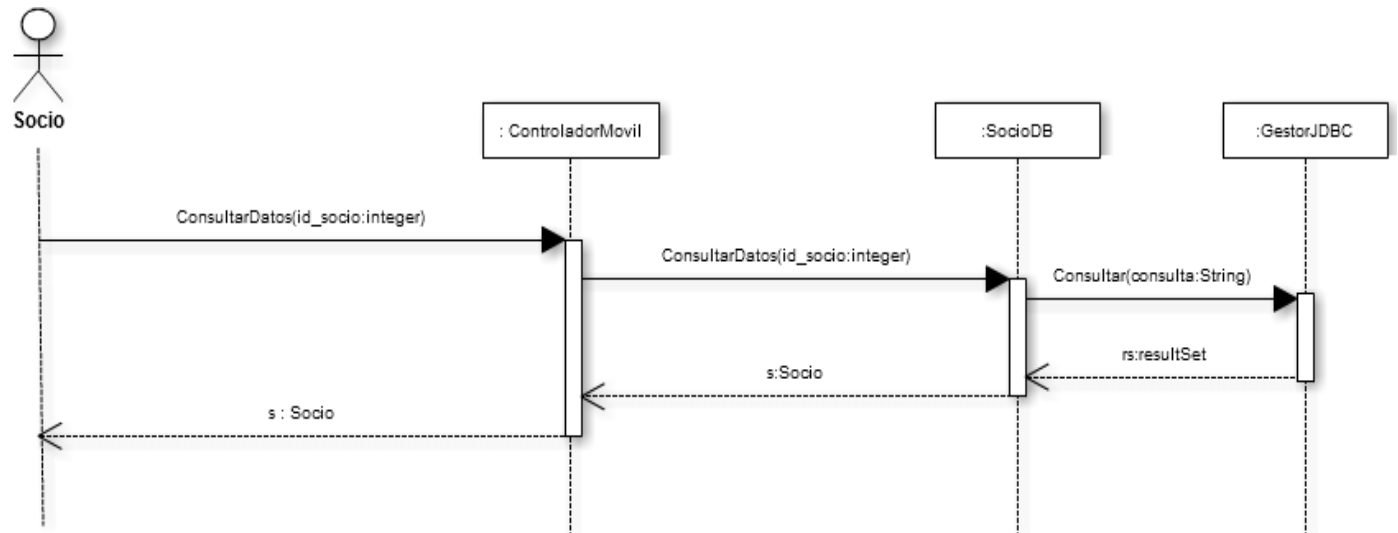 Socio
: ControladorMovil
:SocioDB
:GestorJDBC
ConsultarDatos(id_socio:integer)
ConsultarDatos(id_socio:integer)
Consultar(consulta:String)
rs:resultSet
s:Socio
s : Socio